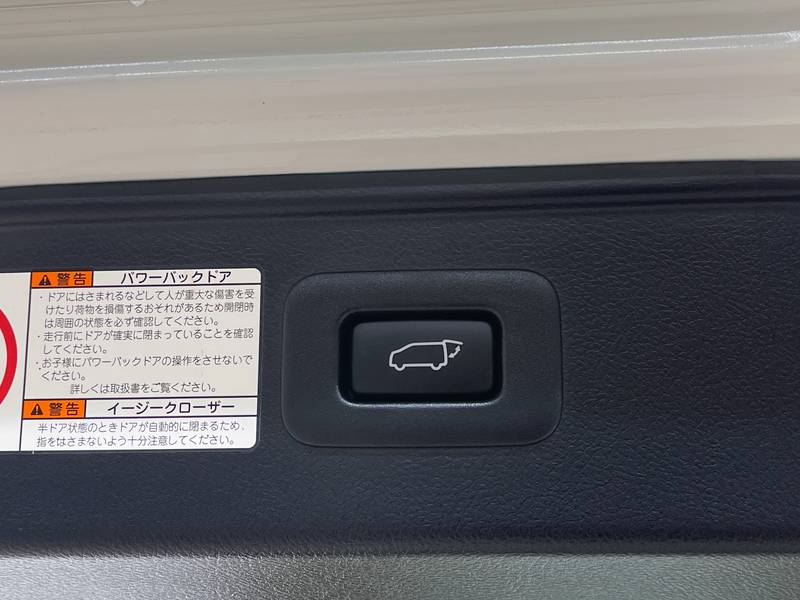 警告 パワーバックドア
・ドアにはさまれるなどして人が重大な傷害を受
けたり荷物を損傷するおそれがあるため開閉時
は周囲の状態を必ず確認してください。
・走行前にドアが確実に閉まっていることを確認
してください。
・お子様にパワーバックドアの操作をさせないで
ください。
詳しくは取扱書をご覧ください。
警告 イージークローザー
半ドア状態のときドアが自動的に閉まるため、
指をはさまないよう十分注意してください。